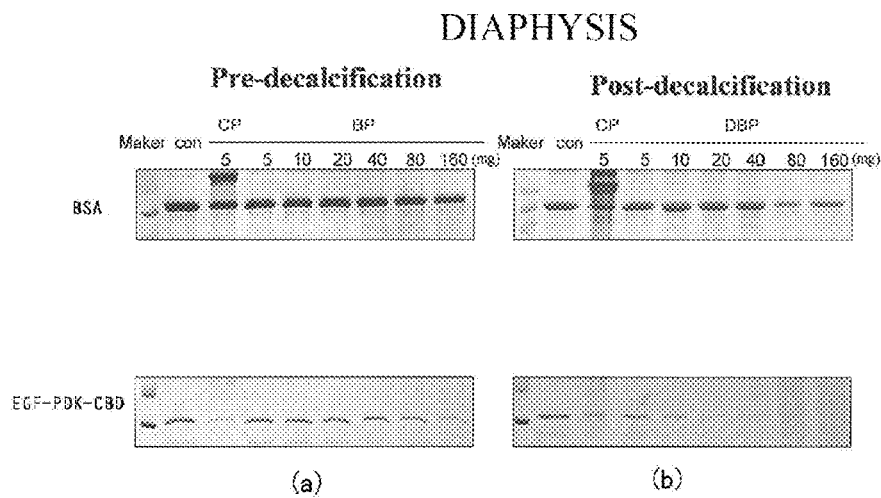 DIAPHYSIS
Pre-decalcification
Post-decalcification
CP BP
Maker con 5 5 10 20 40 80 160 (mg)
CP DBP
Maker con 5 5 10 20 40 80 160 (mg)
BSA
EGF-PDK-CBD
(a)
(b)